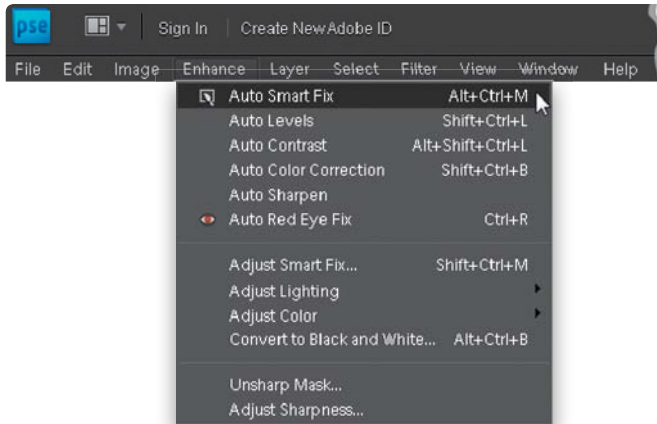 pse Sign In Create New Adobe ID
File Edit Image Enhance Layer Select Filter View Window Help
Auto Smart Fix Alt+Ctrl+M
Auto Levels Shift+Ctrl+L
Auto Contrast Alt+Shift+Ctrl+L
Auto Color Correction Shift+Ctrl+B
Auto Sharpen
Auto Red Eye Fix Ctrl+R
Adjust Smart Fix... Shift+Ctrl+M
Adjust Lighting
Adjust Color
Convert to Black and White... Alt+Ctrl+B
Unsharp Mask...
Adjust Sharpness...